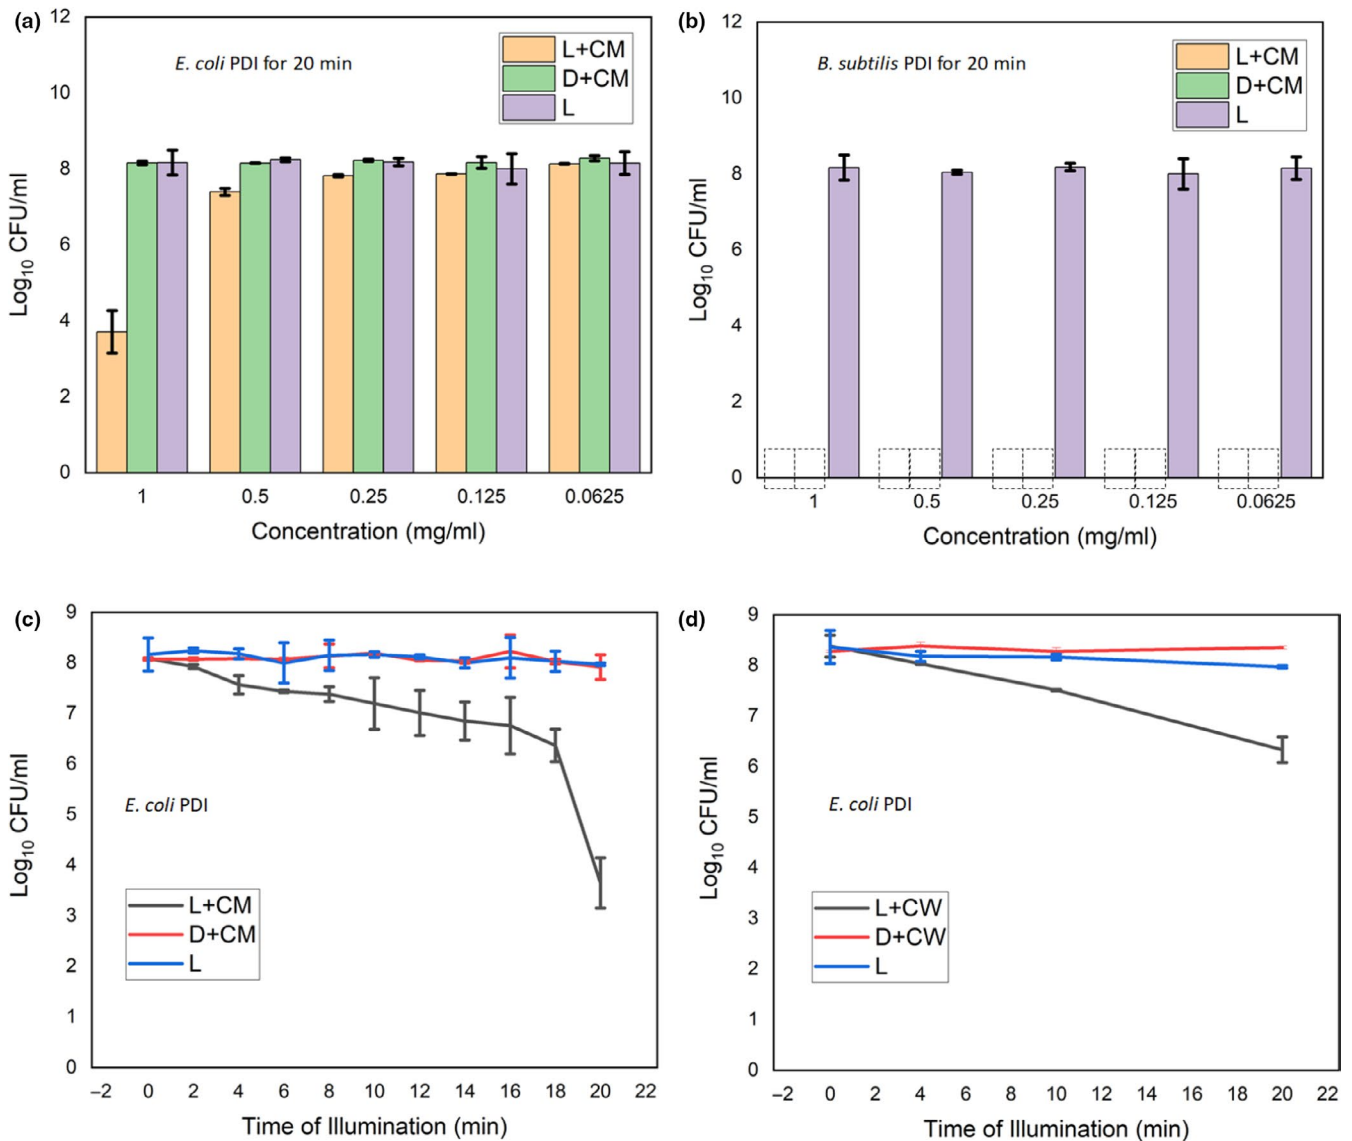 (a)
12
10
8
6
4
2
0
Log10 CFU/ml
E. coli PDI for 20 min
L+CM
D+CM
L
1 0.5 0.25 0.125 0.0625
Concentration (mg/ml)
(b)
12
10
8
6
4
2
0
Log10 CFU/ml
B. subtilis PDI for 20 min
L+CM
D+CM
L
1 0.5 0.25 0.125 0.0625
Concentration (mg/ml)
(c)
9
8
7
6
5
4
3
2
1
0
Log10 CFU/ml
E. coli PDI
L+CM
D+CM
L
–2 0 2 4 6 8 10 12 14 16 18 20 22
Time of Illumination (min)
(d)
9
8
7
6
5
4
3
2
1
0
Log10 CFU/ml
E. coli PDI
L+CW
D+CW
L
–2 0 2 4 6 8 10 12 14 16 18 20 22
Time of Illumination (min)